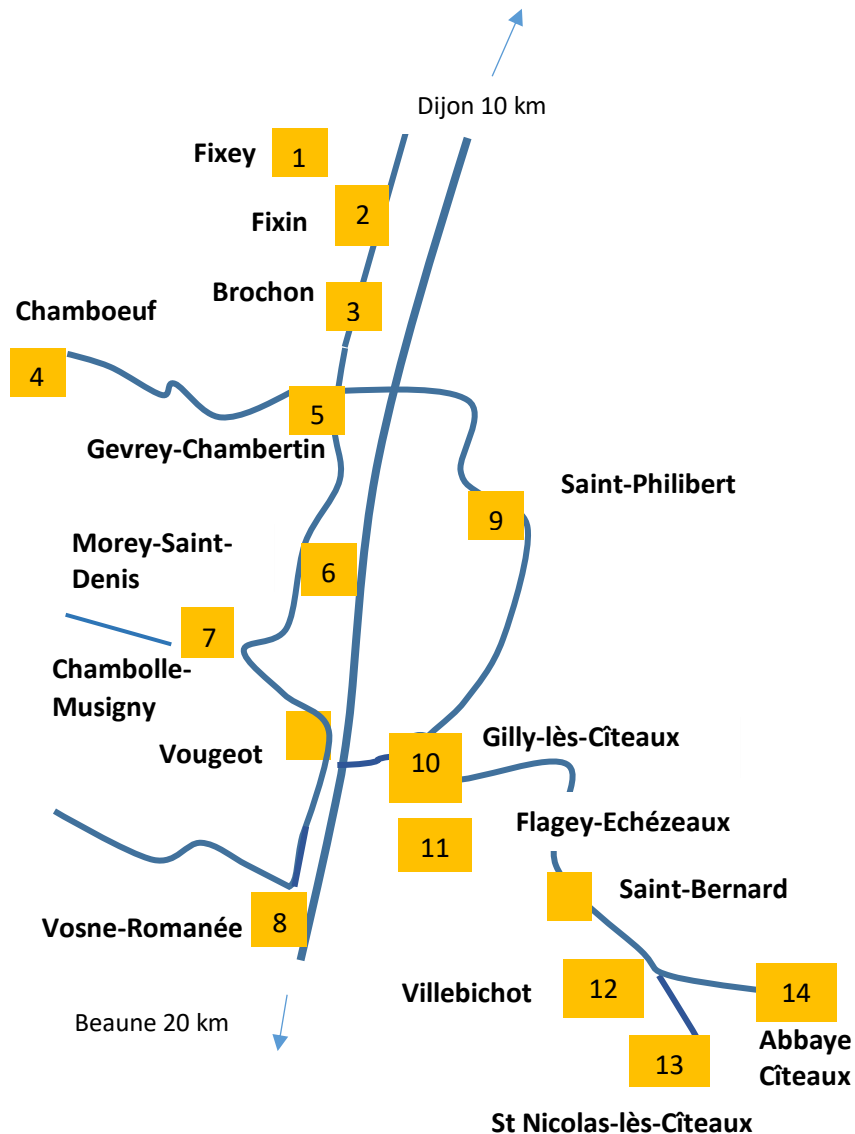 Dijon 10 km
Fixey
1
2
Fixin
Brochon
3
Chamboeuf
4
5
Gevrey-Chambertin
Saint-Philibert
9
Morey-Saint-
Denis
6
7
Chambolle-
Musigny
Vougeot
Gilly-lès-Cîteaux
10
Flagey-Echézeaux
11
Saint-Bernard
8
Vosne-Romanée
Villebichot
12
14
Beaune 20 km
Abbaye
Cîteaux
13
St Nicolas-lès-Cîteaux